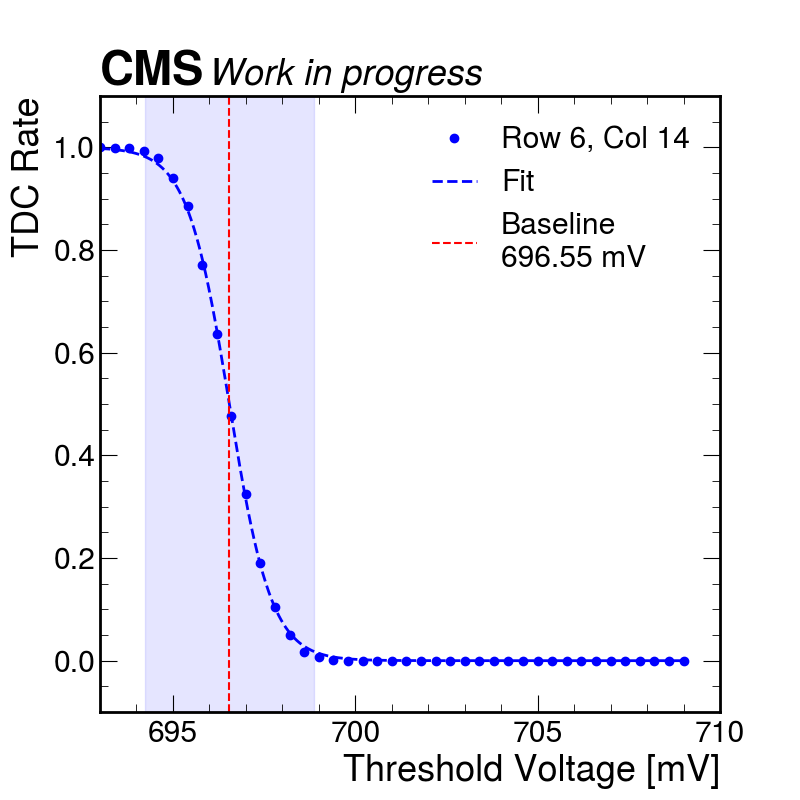 CMS Work in progress
TDC Rate
1.0
0.8
0.6
0.4
0.2
0.0
Row 6, Col 14
Fit
Baseline
696.55 mV
695 700 705 710
Threshold Voltage [mV]